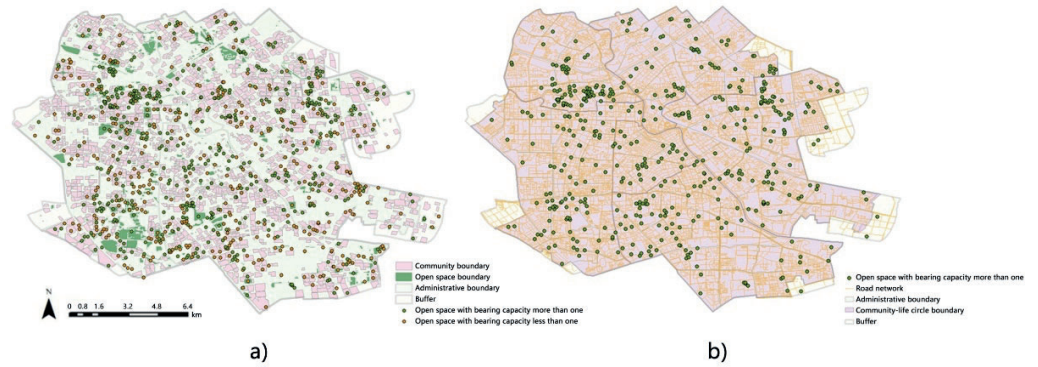 Community boundary
Open space boundary
Administrative boundary
Buffer
Open space with bearing capacity more than one
Open space with bearing capacity less than one
N
0 0.8 1.6 3.2 4.8 6.4
km
a)
Open space with bearing capacity more than one
Road network
Administrative boundary
Community-life circle boundary
Buffer
b)